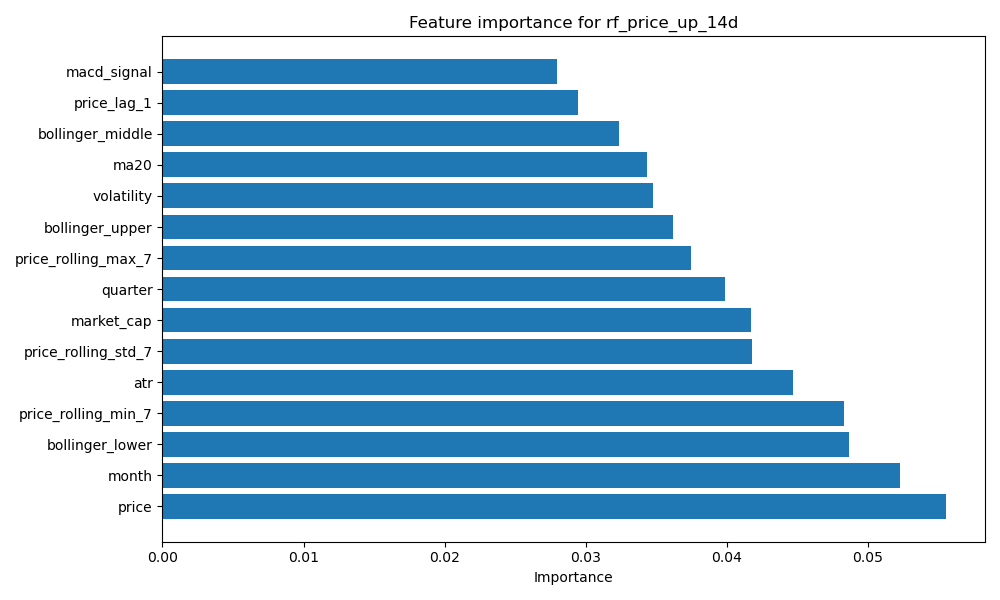 Feature importance for rf_price_up_14d
macd_signal
price_lag_1
bollinger_middle
ma20
volatility
bollinger_upper
price_rolling_max_7
quarter
market_cap
price_rolling_std_7
atr
price_rolling_min_7
bollinger_lower
month
price
0.00 0.01 0.02 0.03 0.04 0.05
Importance